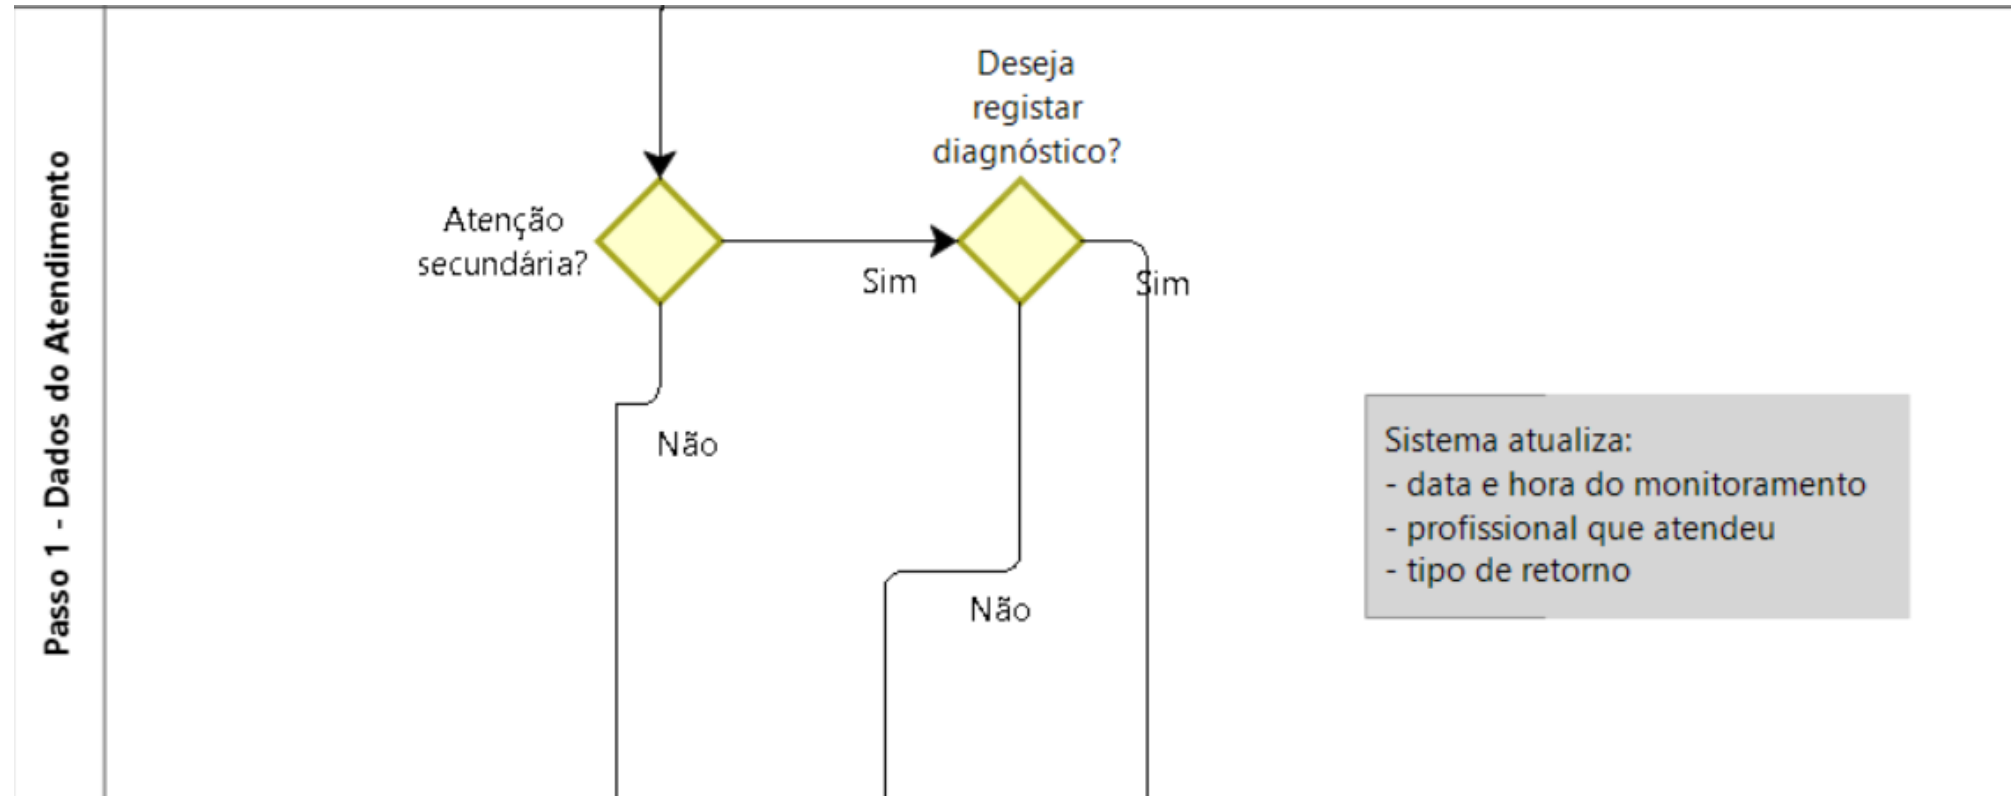 Passo 1 - Dados do Atendimento
Deseja
registar
diagnóstico?
Atenção
secundária?
Sim
Sim
Não
Não
Sistema atualiza:
- data e hora do monitoramento
- profissional que atendeu
- tipo de retorno